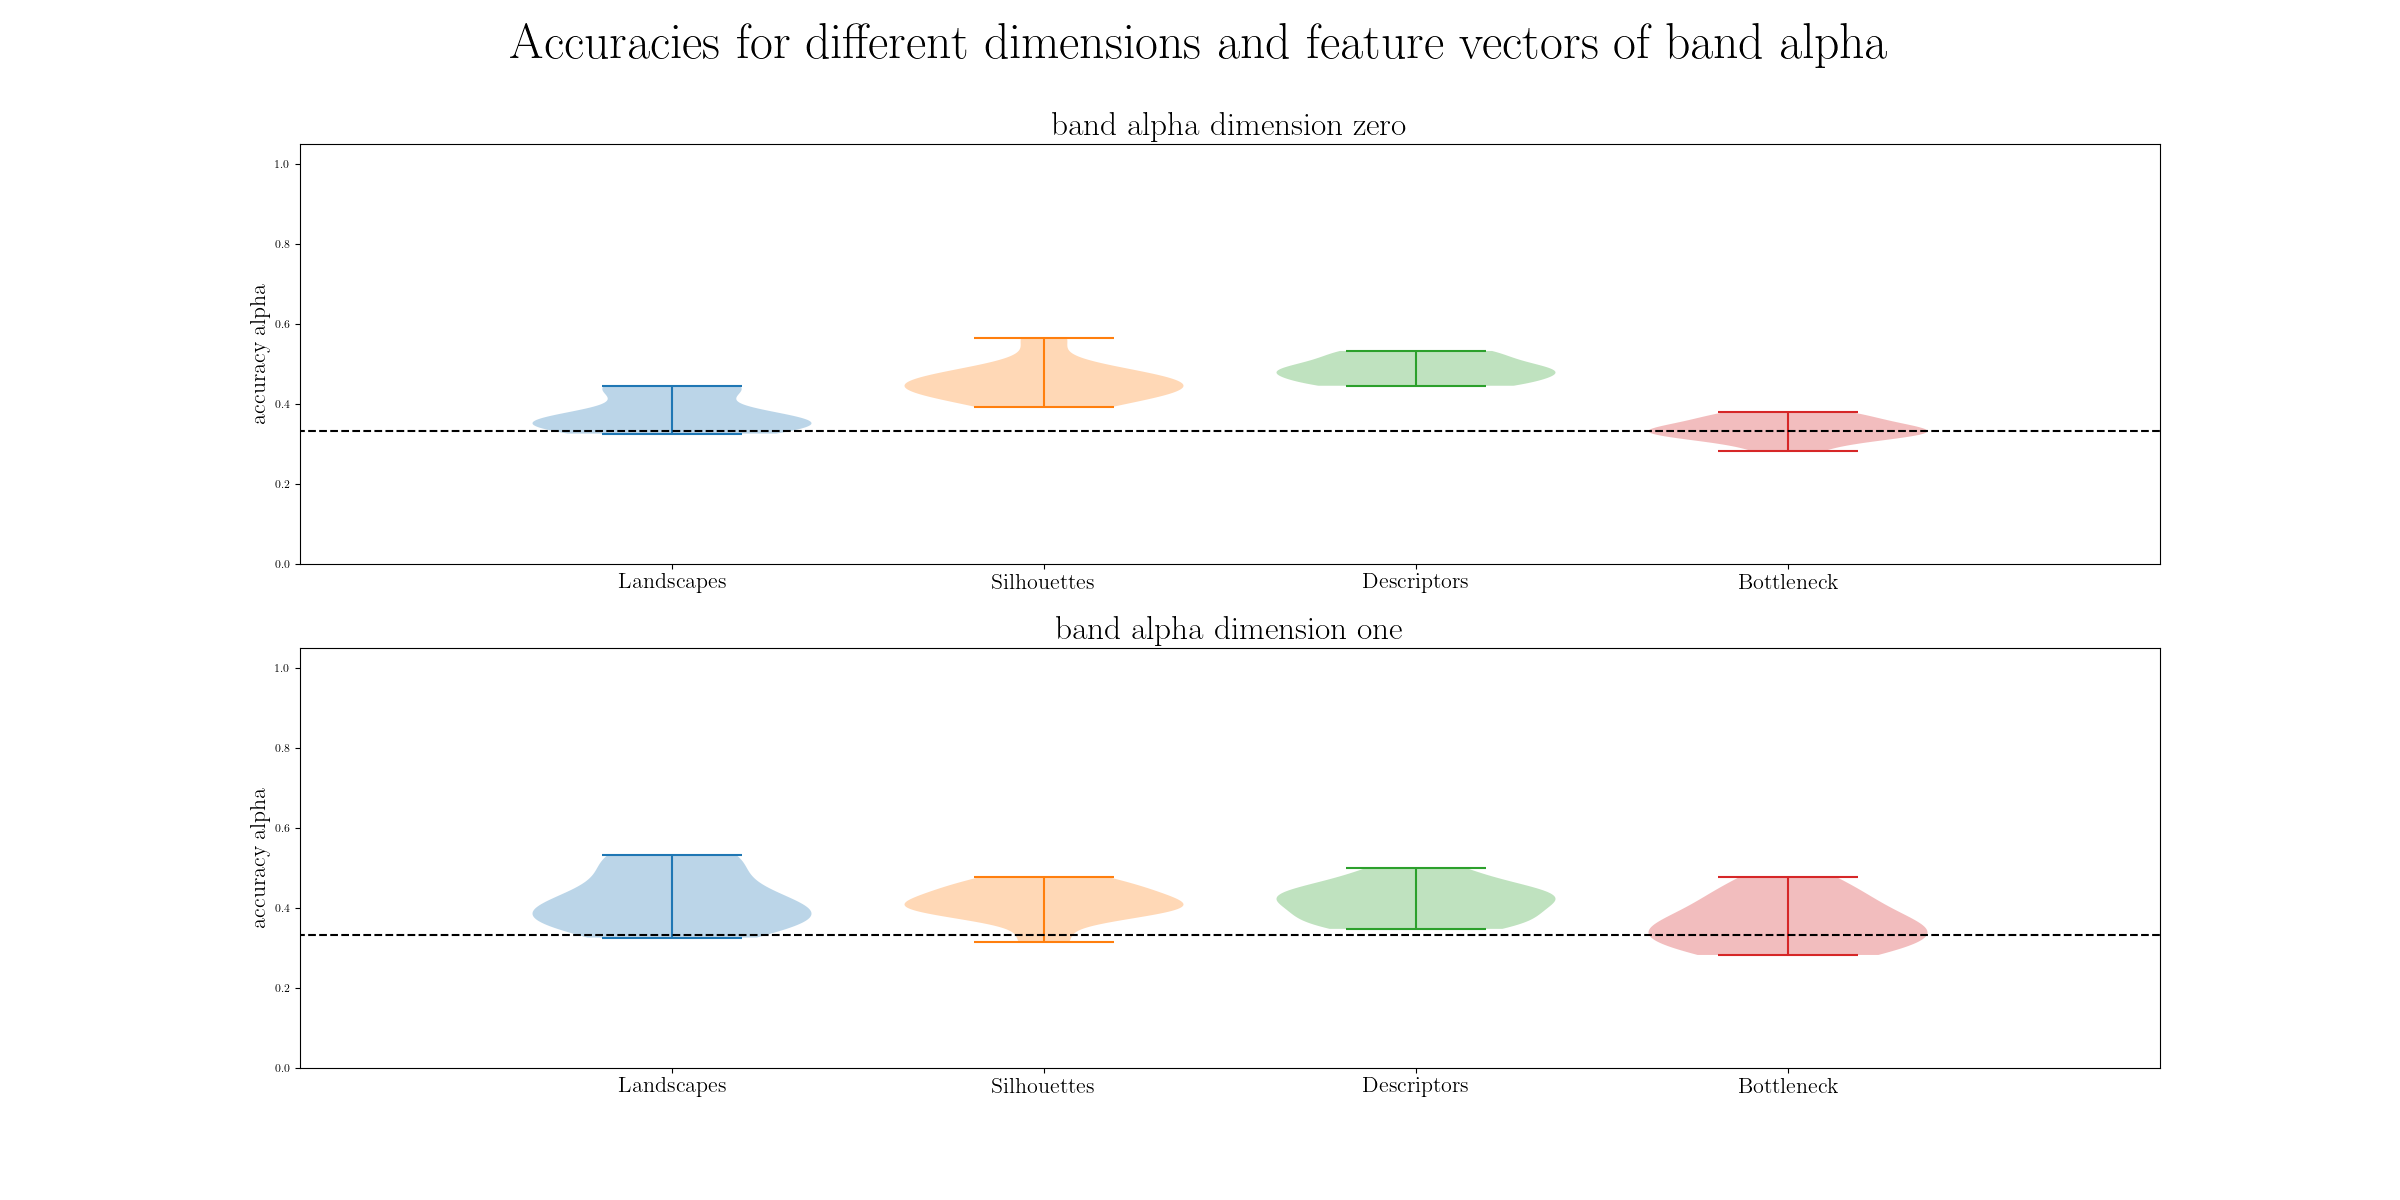 Accuracies for different dimensions and feature vectors of band alpha
band alpha dimension zero
1.0
0.8
0.6
0.4
0.2
0.0
accuracy alpha
Landscapes Silhouettes Descriptors Bottleneck
band alpha dimension one
1.0
0.8
0.6
0.4
0.2
0.0
accuracy alpha
Landscapes Silhouettes Descriptors Bottleneck